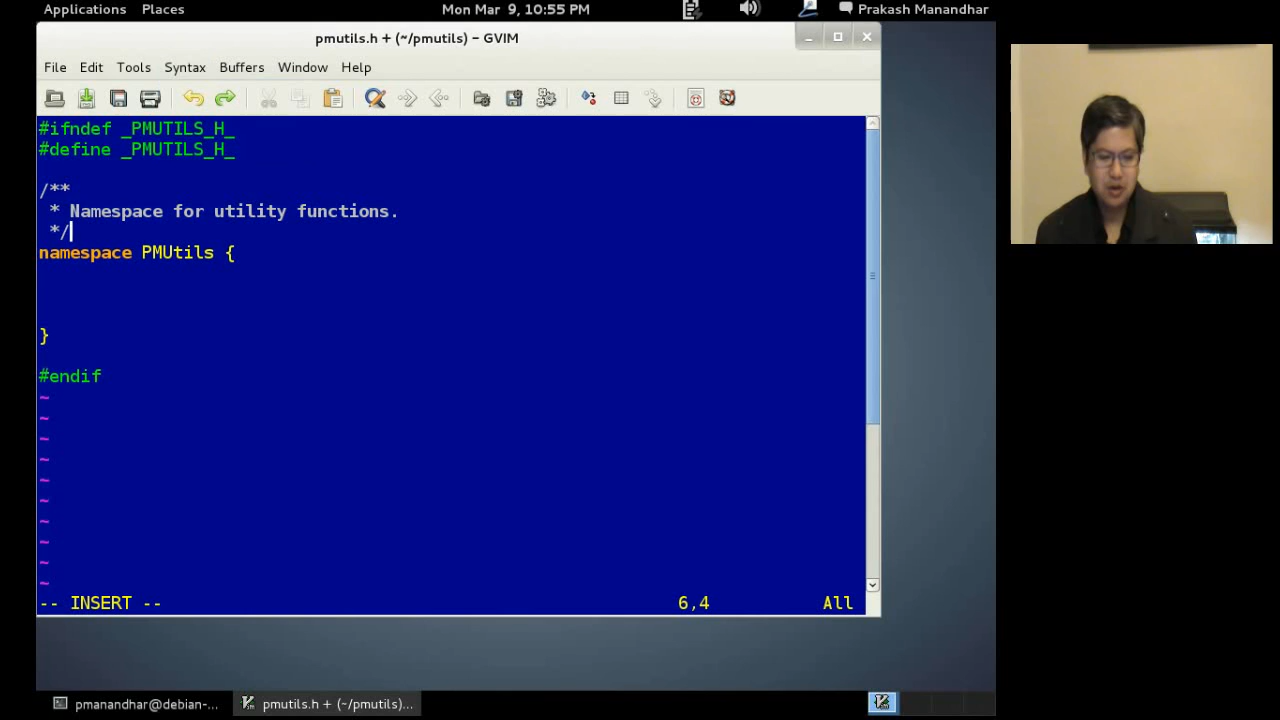 Applications Places Mon Mar 9, 10:55 PM Prakash Manandhar
pmutils.h + (~/pmutils) - GVIM
File Edit Tools Syntax Buffers Window Help
#ifndef _PMUTILS_H_
#define _PMUTILS_H_
/**
* Namespace for utility functions.
*/
namespace PMUtils {
}
#endif
~
~
~
~
~
~
~
~
~
~
-- INSERT -- 6,4 All
pmanandhar@debian-... pmutils.h + (~/pmutils)...